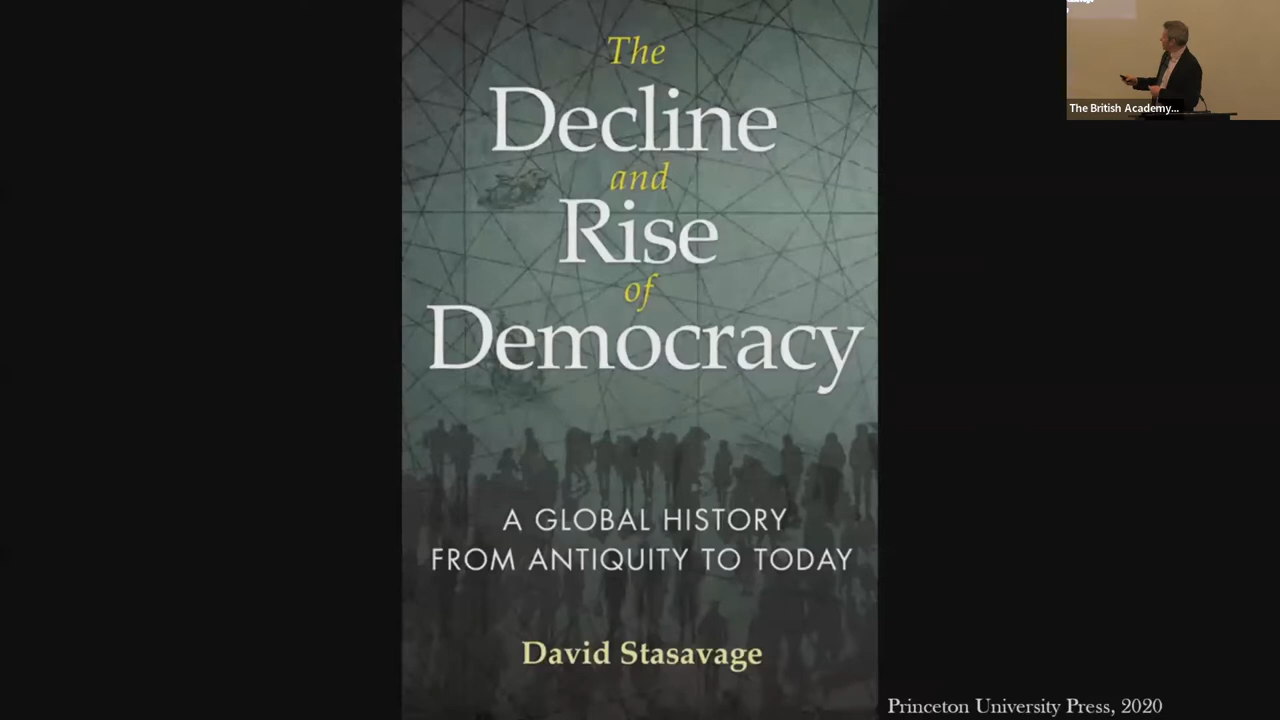 The
Decline
and
Rise
of
Democracy
A GLOBAL HISTORY
FROM ANTIQUITY TO TODAY
David Stasavage
Princeton University Press, 2020
The British Academy...